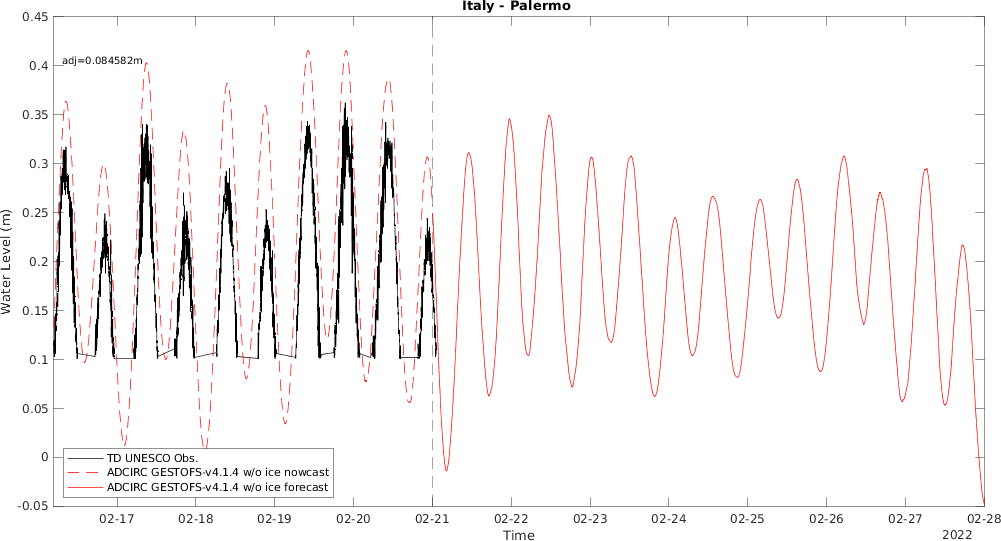 Italy - Palermo
adj=0.084582m
Water Level (m)
0.45
0.4
0.35
0.3
0.25
0.2
0.15
0.1
0.05
0
-0.05
TD UNESCO Obs.
ADCIRC GESTOFS-v4.1.4 w/o ice nowcast
ADCIRC GESTOFS-v4.1.4 w/o ice forecast
02-17 02-18 02-19 02-20 02-21 02-22 02-23 02-24 02-25 02-26 02-27 02-28
Time
2022